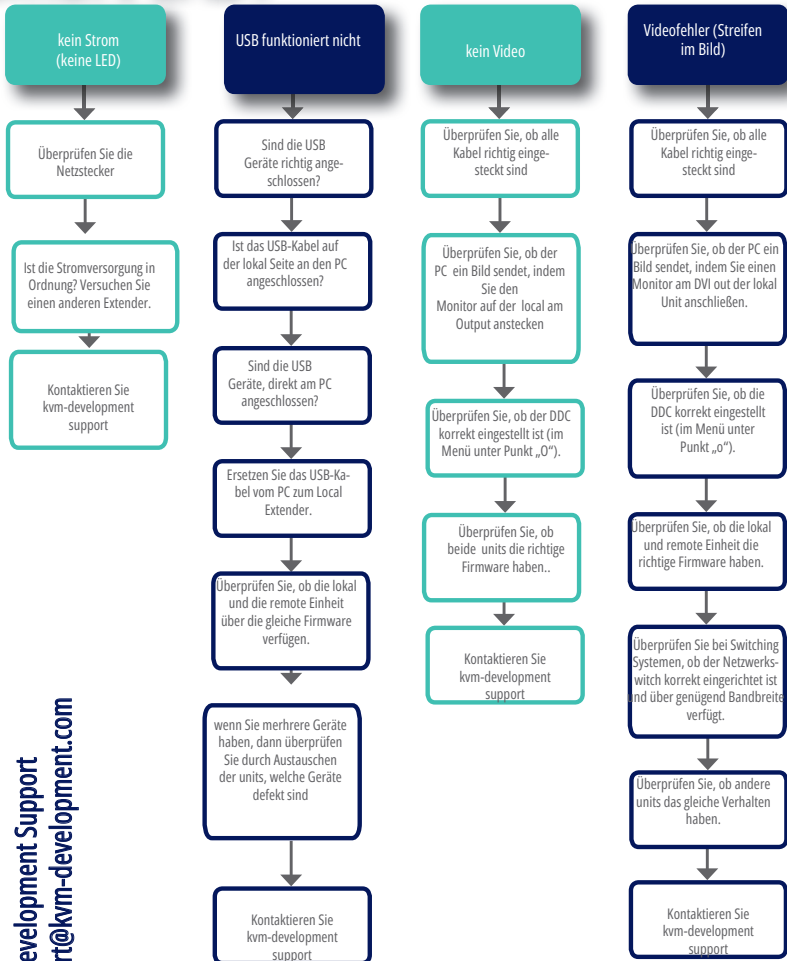 kein Strom
(keine LED)
Überprüfen Sie die
Netzstecker
Ist die Stromversorgung in
Ordnung? Versuchen Sie
einen anderen Extender.
Kontaktieren Sie
kvm-development
support
USB funktioniert nicht
Sind die USB
Geräte richtig ange-
schlossen?
Ist das USB-Kabel auf
der lokal Seite an den PC
angeschlossen?
Sind die USB
Geräte, direkt am PC
angeschlossen?
Ersetzen Sie das USB-Ka-
bel vom PC zum Local
Extender.
Überprüfen Sie, ob die lokal
und die remote Einheit
über die gleiche Firmware
verfügen.
wenn Sie merhrere Geräte
haben, dann überprüfen
Sie durch Austauschen
der units, welche Geräte
defekt sind
Kontaktieren Sie
kvm-development
support
kein Video
Überprüfen Sie, ob alle
Kabel richtig einge-
steckt sind
Überprüfen Sie, ob der
PC ein Bild sendet, indem
Sie den
Monitor auf der local am
Output anstecken
Überprüfen Sie, ob der DDC
korrekt eingestellt ist (im
Menü unter Punkt „O“).
Überprüfen Sie, ob
beide units die richtige
Firmware haben..
Kontaktieren Sie
kvm-development
support
Videofehler (Streifen
im Bild)
Überprüfen Sie, ob alle
Kabel richtig einge-
steckt sind
Überprüfen Sie, ob der PC ein
Bild sendet, indem Sie einen
Monitor am DVI out der lokal
Unit anschließen.
Überprüfen Sie, ob die
DDC korrekt eingestellt
ist (im Menü unter
Punkt „o“).
Überprüfen Sie, ob die lokal
und remote Einheit die
richtige Firmware haben.
Überprüfen Sie bei Switching
Systemen, ob der Netzwerks-
witch korrekt eingerichtet ist
und über genügend Bandbreite
verfügt.
Überprüfen Sie, ob andere
units das gleiche Verhalten
haben.
Kontaktieren Sie
kvm-development
support
evelopment Support
rt@kvm-development.com